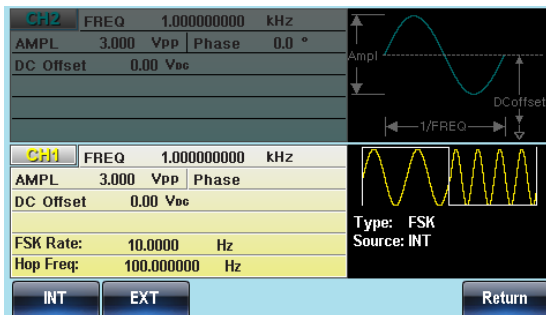 CH2 FREQ 1.000000000 kHz
AMPL 3.000 Vpp Phase 0.0 °
DC Offset 0.00 VDC
Ampl
DCoffset
1/FREQ
CH1 FREQ 1.000000000 kHz
AMPL 3.000 Vpp Phase
DC Offset 0.00 VDC
FSK Rate: 10.0000 Hz
Hop Freq: 100.000000 Hz
Type: FSK
Source: INT
INT EXT Return